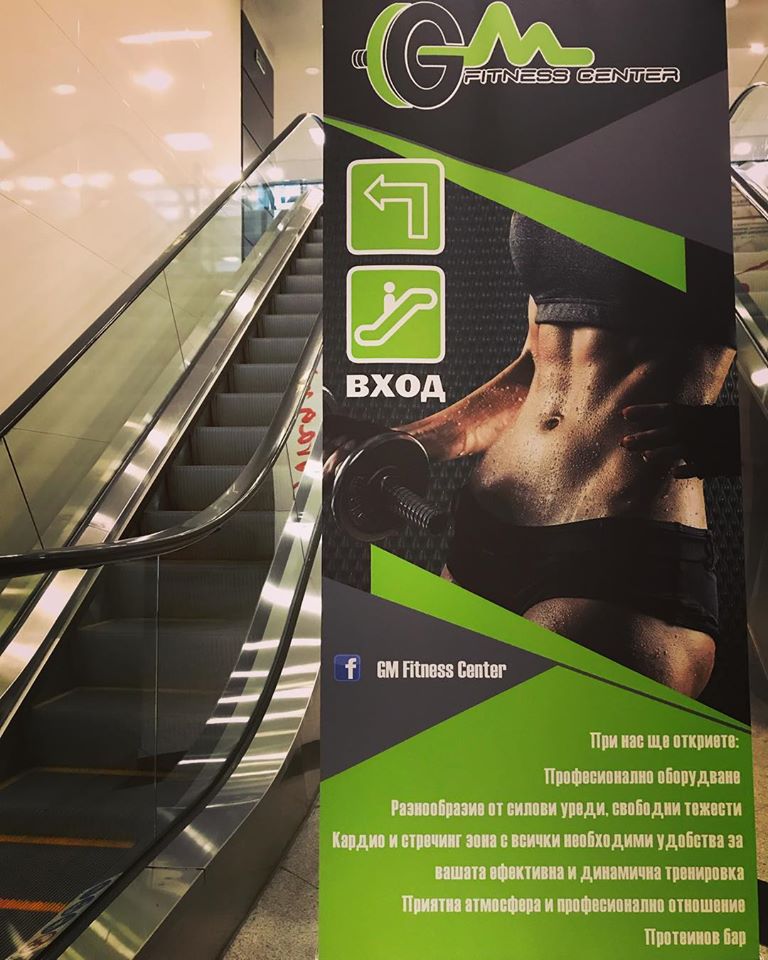 GM
FITNESS CENTER
ВХОД
f GM Fitness Center
При нас ще откриете:
Професионално оборудване
Разнообразие от силови уреди, свободни тежести
Кардио и стречинг зона с всички необходими удобства за
вашата ефективна и динамична тренировка
Приятна атмосфера и професионално отношение
Протеинов бар